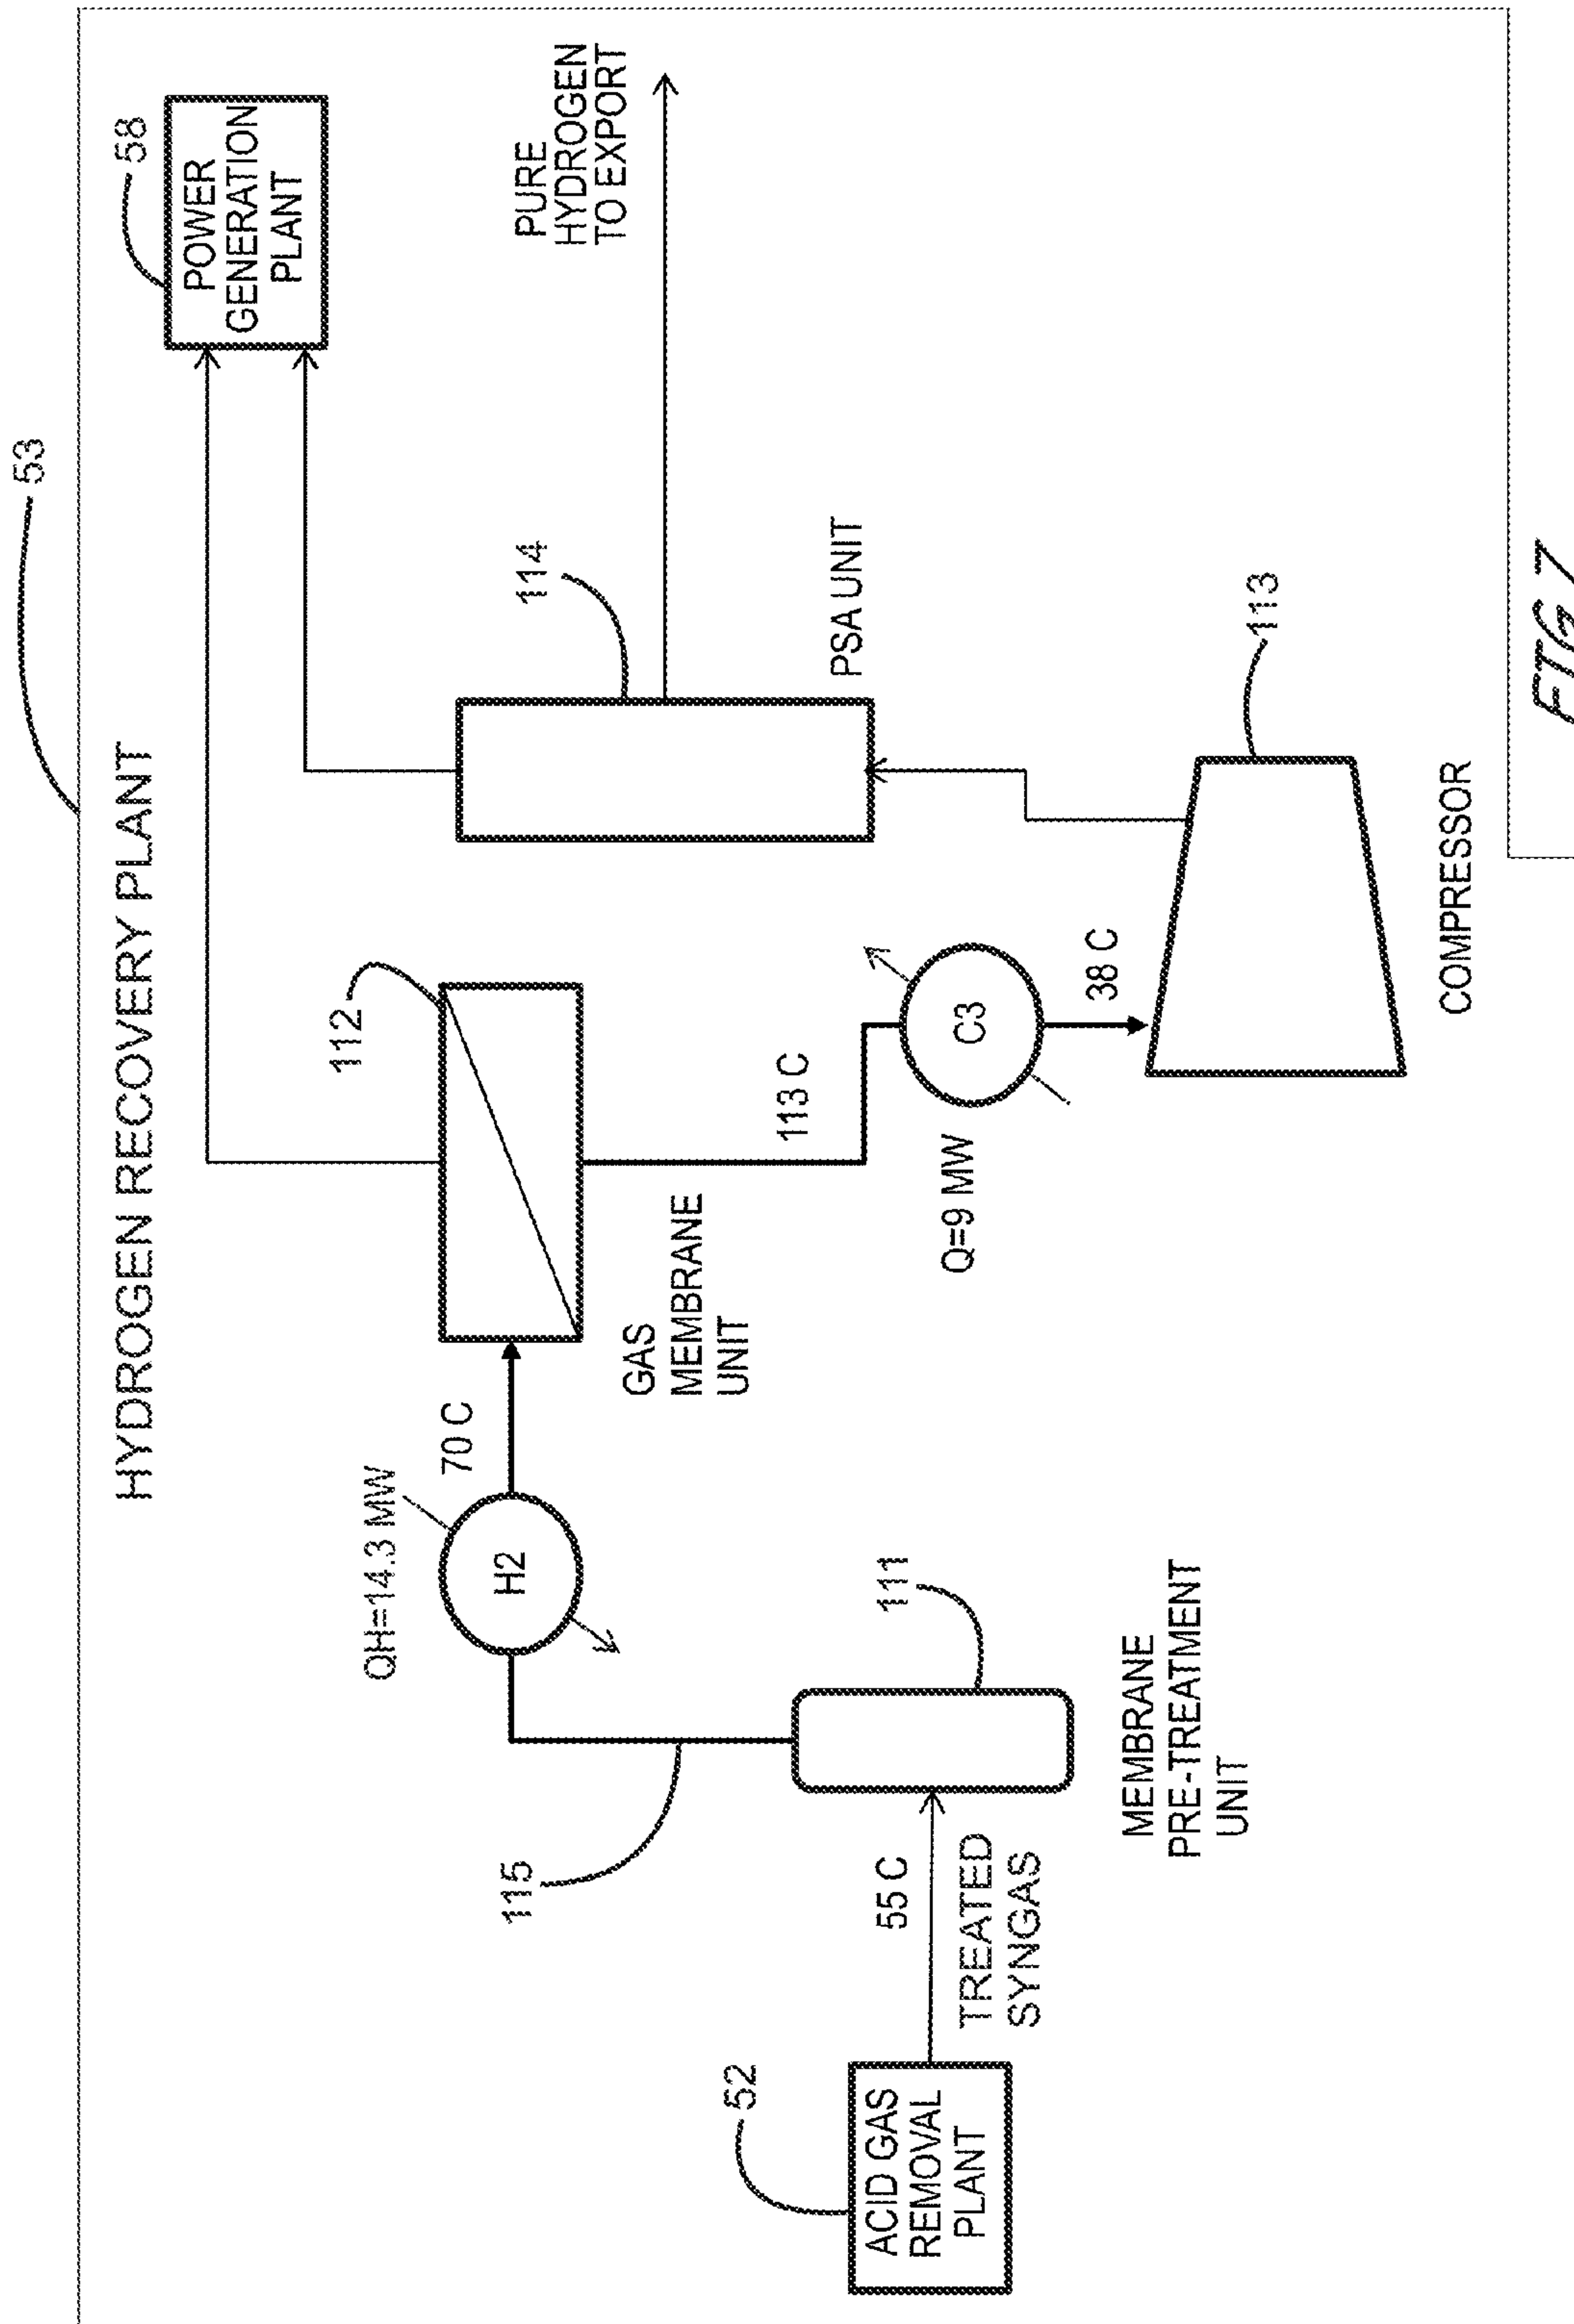 53
HYDROGEN RECOVERY PLANT
58
POWER
GENERATION
PLANT
PURE
HYDROGEN
TO EXPORT
112
114
PSA UNIT
QH=14.3 MW
H2
70 C
GAS
MEMBRANE
UNIT
113 C
Q=9 MW
C3
38 C
113
COMPRESSOR
115
111
MEMBRANE
PRE-TREATMENT
UNIT
52
ACID GAS
REMOVAL
PLANT
55 C
TREATED
SYNGAS
FIG 7